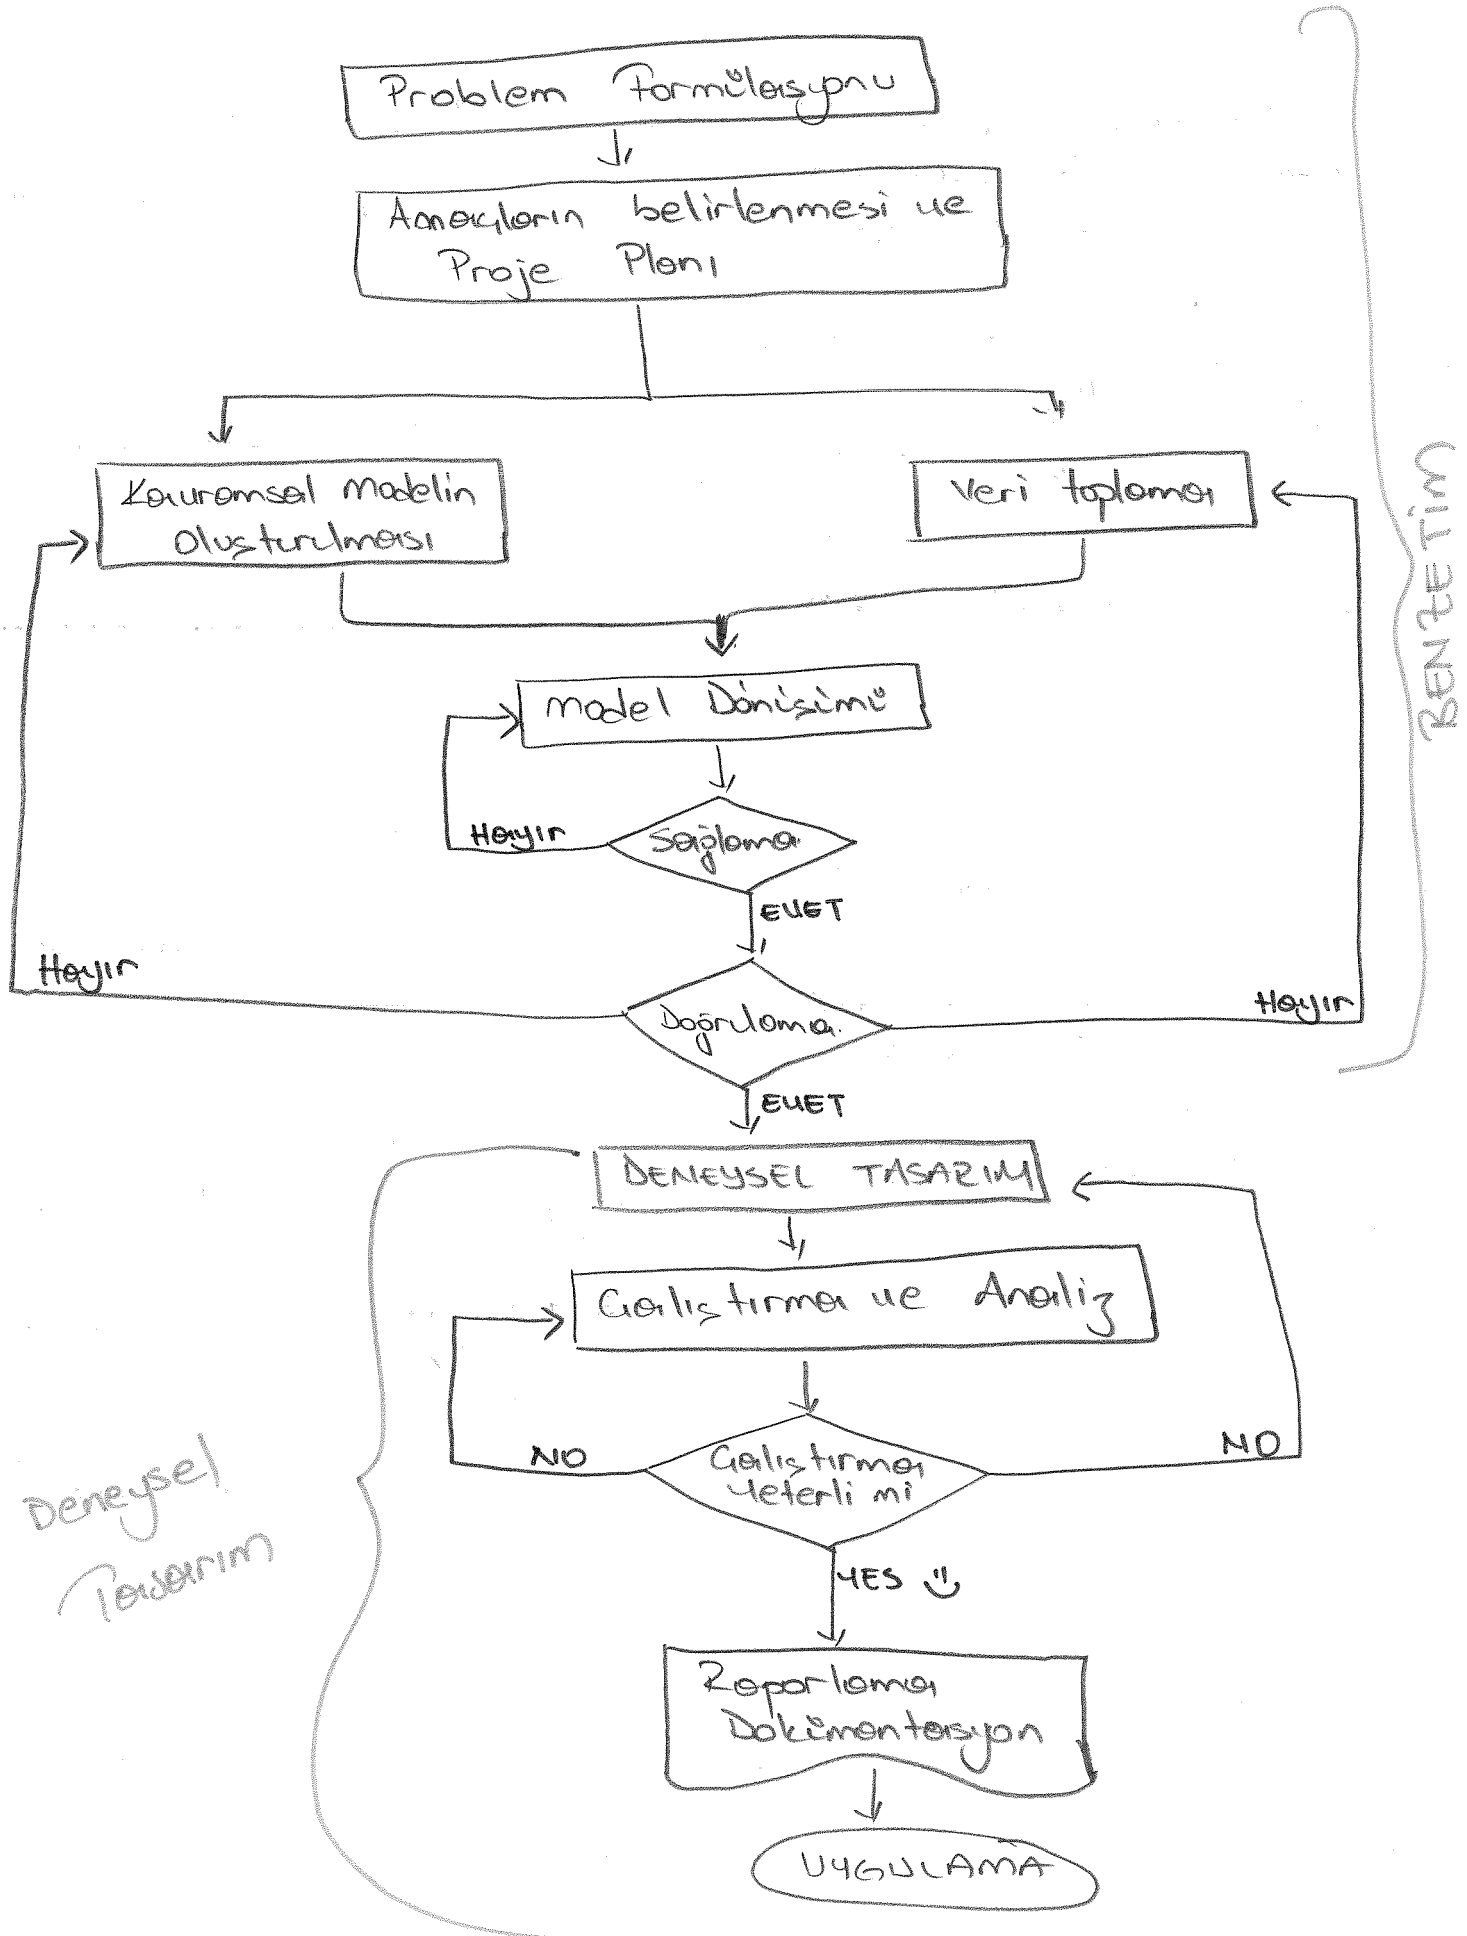 Problem Formülasyonu
Amaçların belirlenmesi ve
Proje Planı
Kavramsal Modelin
oluşturulması
Veri toplama
BENZETİM
Model Dönişimü
Hayır
Sağlama
EVET
Hayır
Doğrulama
Hayır
EVET
DENEYSEL TASARIM
Çalıştırma ve Analiz
NO
Çalıştırma
Yeterli mi
NO
Deneysel
Tasarım
YES
Raporlama
Dokümantasyon
UYGULAMA